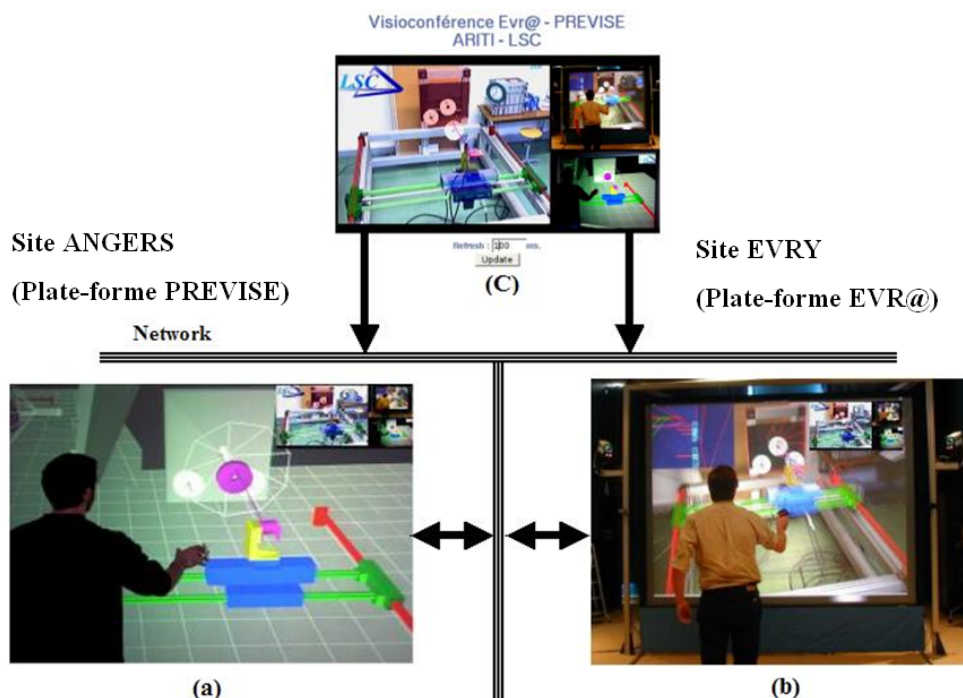 Visioconférence Evr@ - PREVISE
ARITI - LSC
LSC
Site ANGERS
(Plate-forme PREVISE)
Refresh : 100 ms.
Update
(C)
Site EVRY
(Plate-forme EVR@)
Network
(a)
(b)